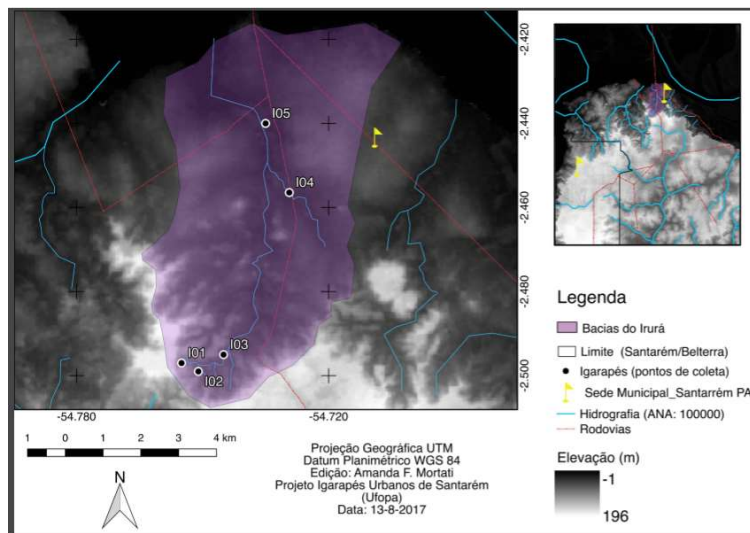 I05
I04
I03
I01
I02
-2.420
-2.440
-2.460
-2.480
-2.500
-54.780
-54.720
1 0 1 2 3 4 km
N
Projeção Geográfica UTM
Datum Planimétrico WGS 84
Edição: Amanda F. Mortati
Projeto Igarapés Urbanos de Santarém
(Ufopa)
Data: 13-8-2017
Legenda
Bacias do Irurá
Limite (Santarém/Belterra)
Igarapés (pontos de coleta)
Sede Municipal_Santarrém PA
Hidrografia (ANA: 100000)
Rodovias
Elevação (m)
-1
196